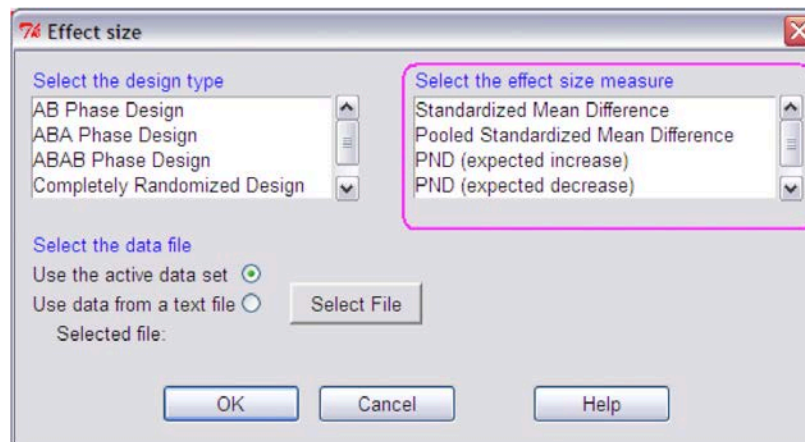 Effect size
Select the design type
AB Phase Design
ABA Phase Design
ABAB Phase Design
Completely Randomized Design
Select the effect size measure
Standardized Mean Difference
Pooled Standardized Mean Difference
PND (expected increase)
PND (expected decrease)
Select the data file
Use the active data set
Use data from a text file
Select File
Selected file:
OK
Cancel
Help